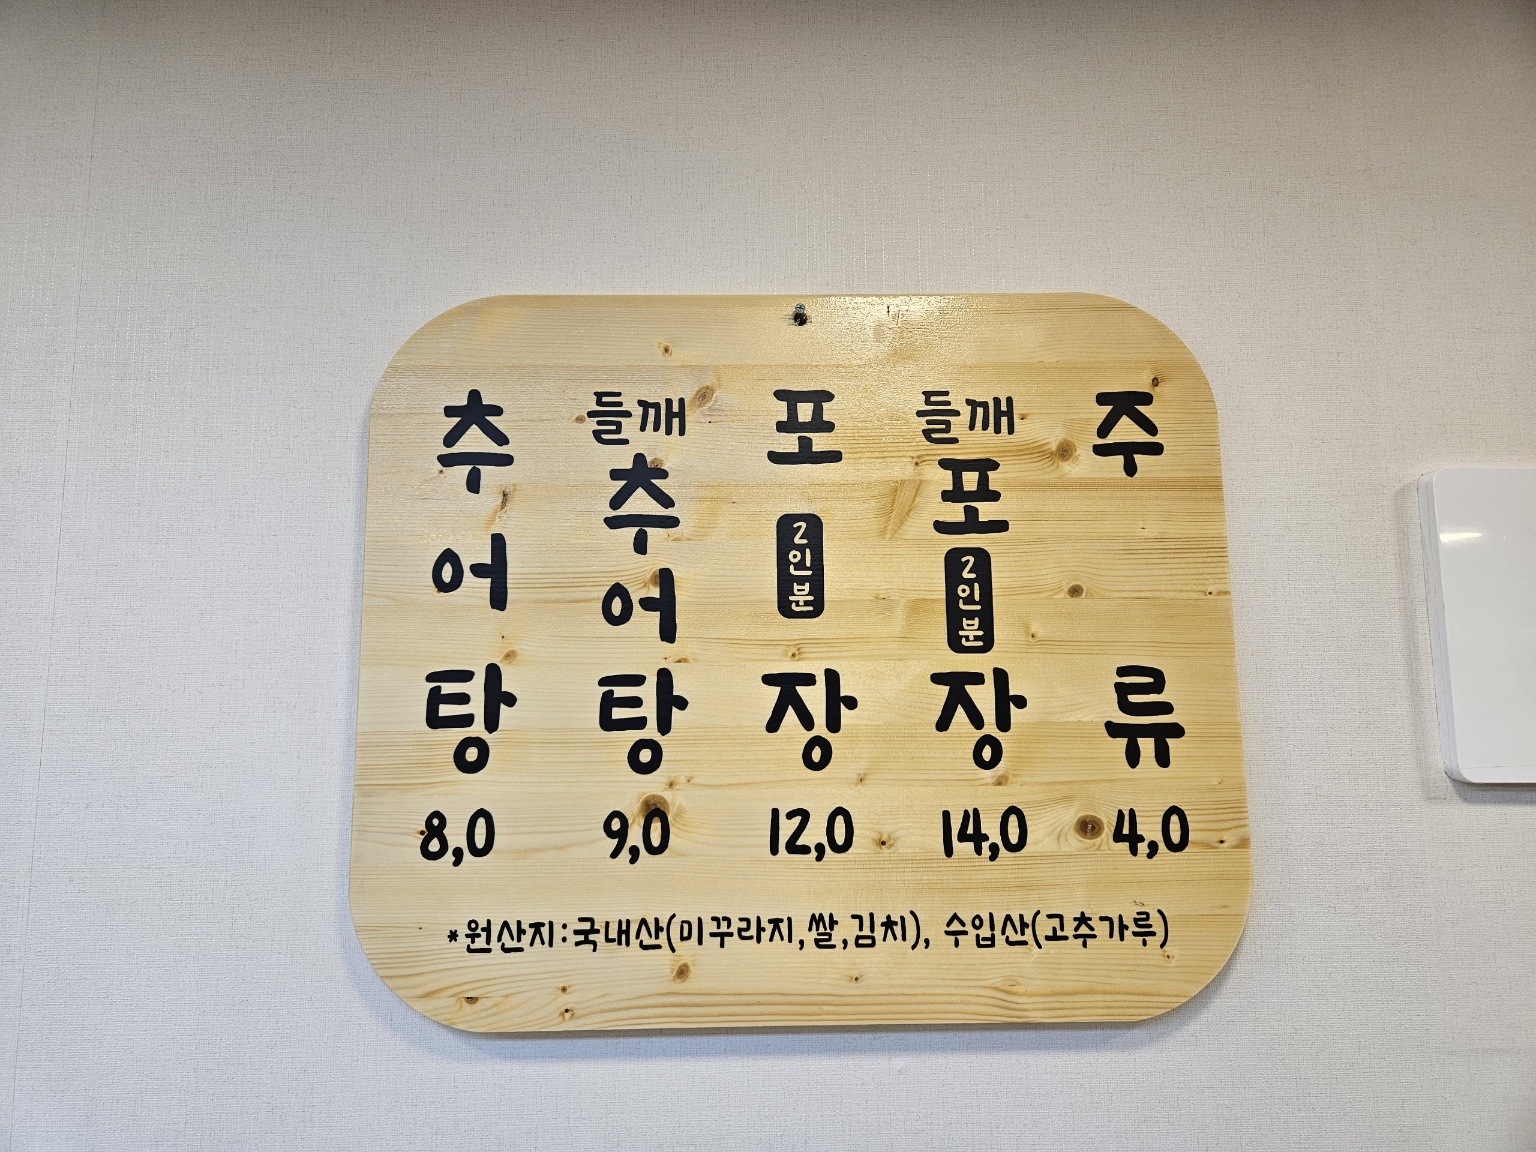 추어탕 8,0
들깨 추어탕 9,0
포 2인분 장 12,0
들깨 포 2인분 장 14,0
주류 4,0
*원산지:국내산(미꾸라지,쌀,김치), 수입산(고추가루)